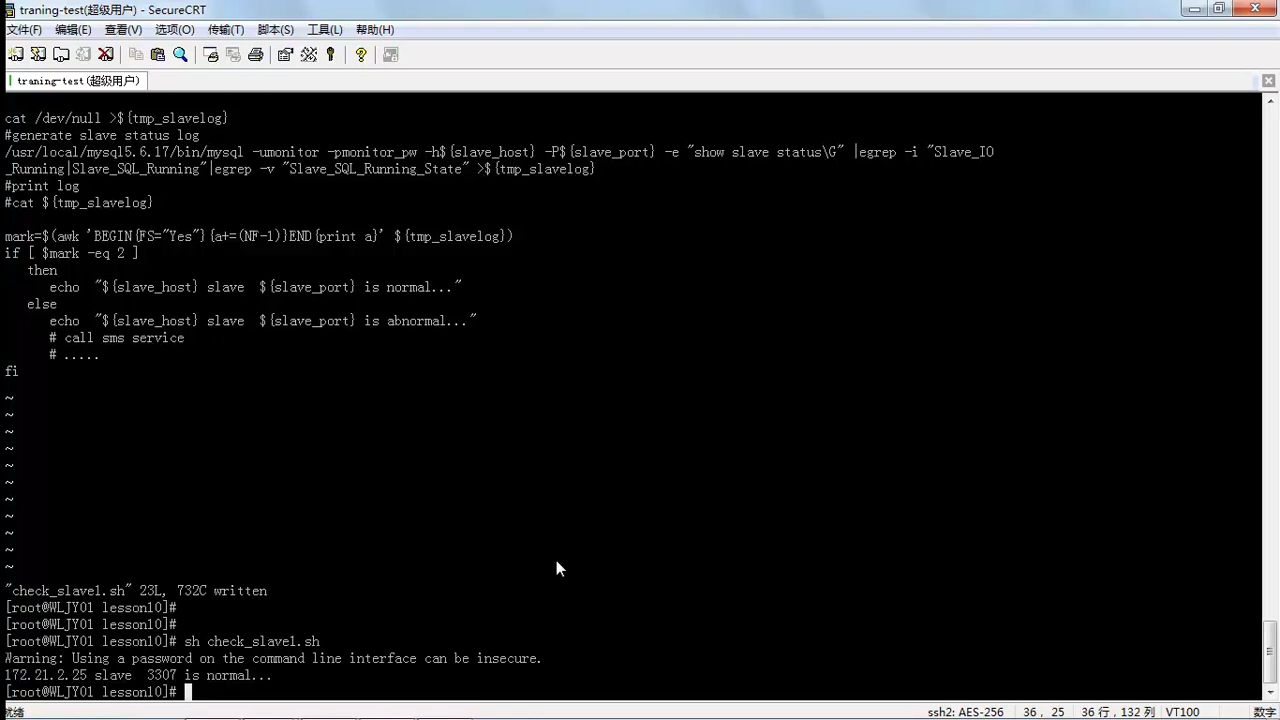 traning-test(超级用户) - SecureCRT
文件(F) 编辑(E) 查看(V) 选项(O) 传输(T) 脚本(S) 工具(L) 帮助(H)
traning-test(超级用户)
cat /dev/null >${tmp_slavelog}
#generate slave status log
/usr/local/mysql5.6.17/bin/mysql -umonitor -pmonitor_pw -h${slave_host} -P${slave_port} -e "show slave status\G" |egrep -i "Slave_IO
_Running|Slave_SQL_Running"|egrep -v "Slave_SQL_Running_State" >${tmp_slavelog}
#print log
#cat ${tmp_slavelog}
mark=$(awk 'BEGIN{FS="Yes"}{a+=(NF-1)}END{print a}' ${tmp_slavelog})
if [ $mark -eq 2 ]
then
echo "${slave_host} slave  ${slave_port} is normal..."
else
echo "${slave_host} slave  ${slave_port} is abnormal..."
# call sms service
# .....
fi
~
~
~
~
~
~
~
~
~
~
~
"check_slave1.sh" 23L, 732C written
[root@WLJY01 lesson10]#
[root@WLJY01 lesson10]#
[root@WLJY01 lesson10]# sh check_slave1.sh
Warning: Using a password on the command line interface can be insecure.
172.21.2.25 slave  3307 is normal...
[root@WLJY01 lesson10]#
就绪 ssh2: AES-256 36, 25 36 行, 132 列 VT100 数字